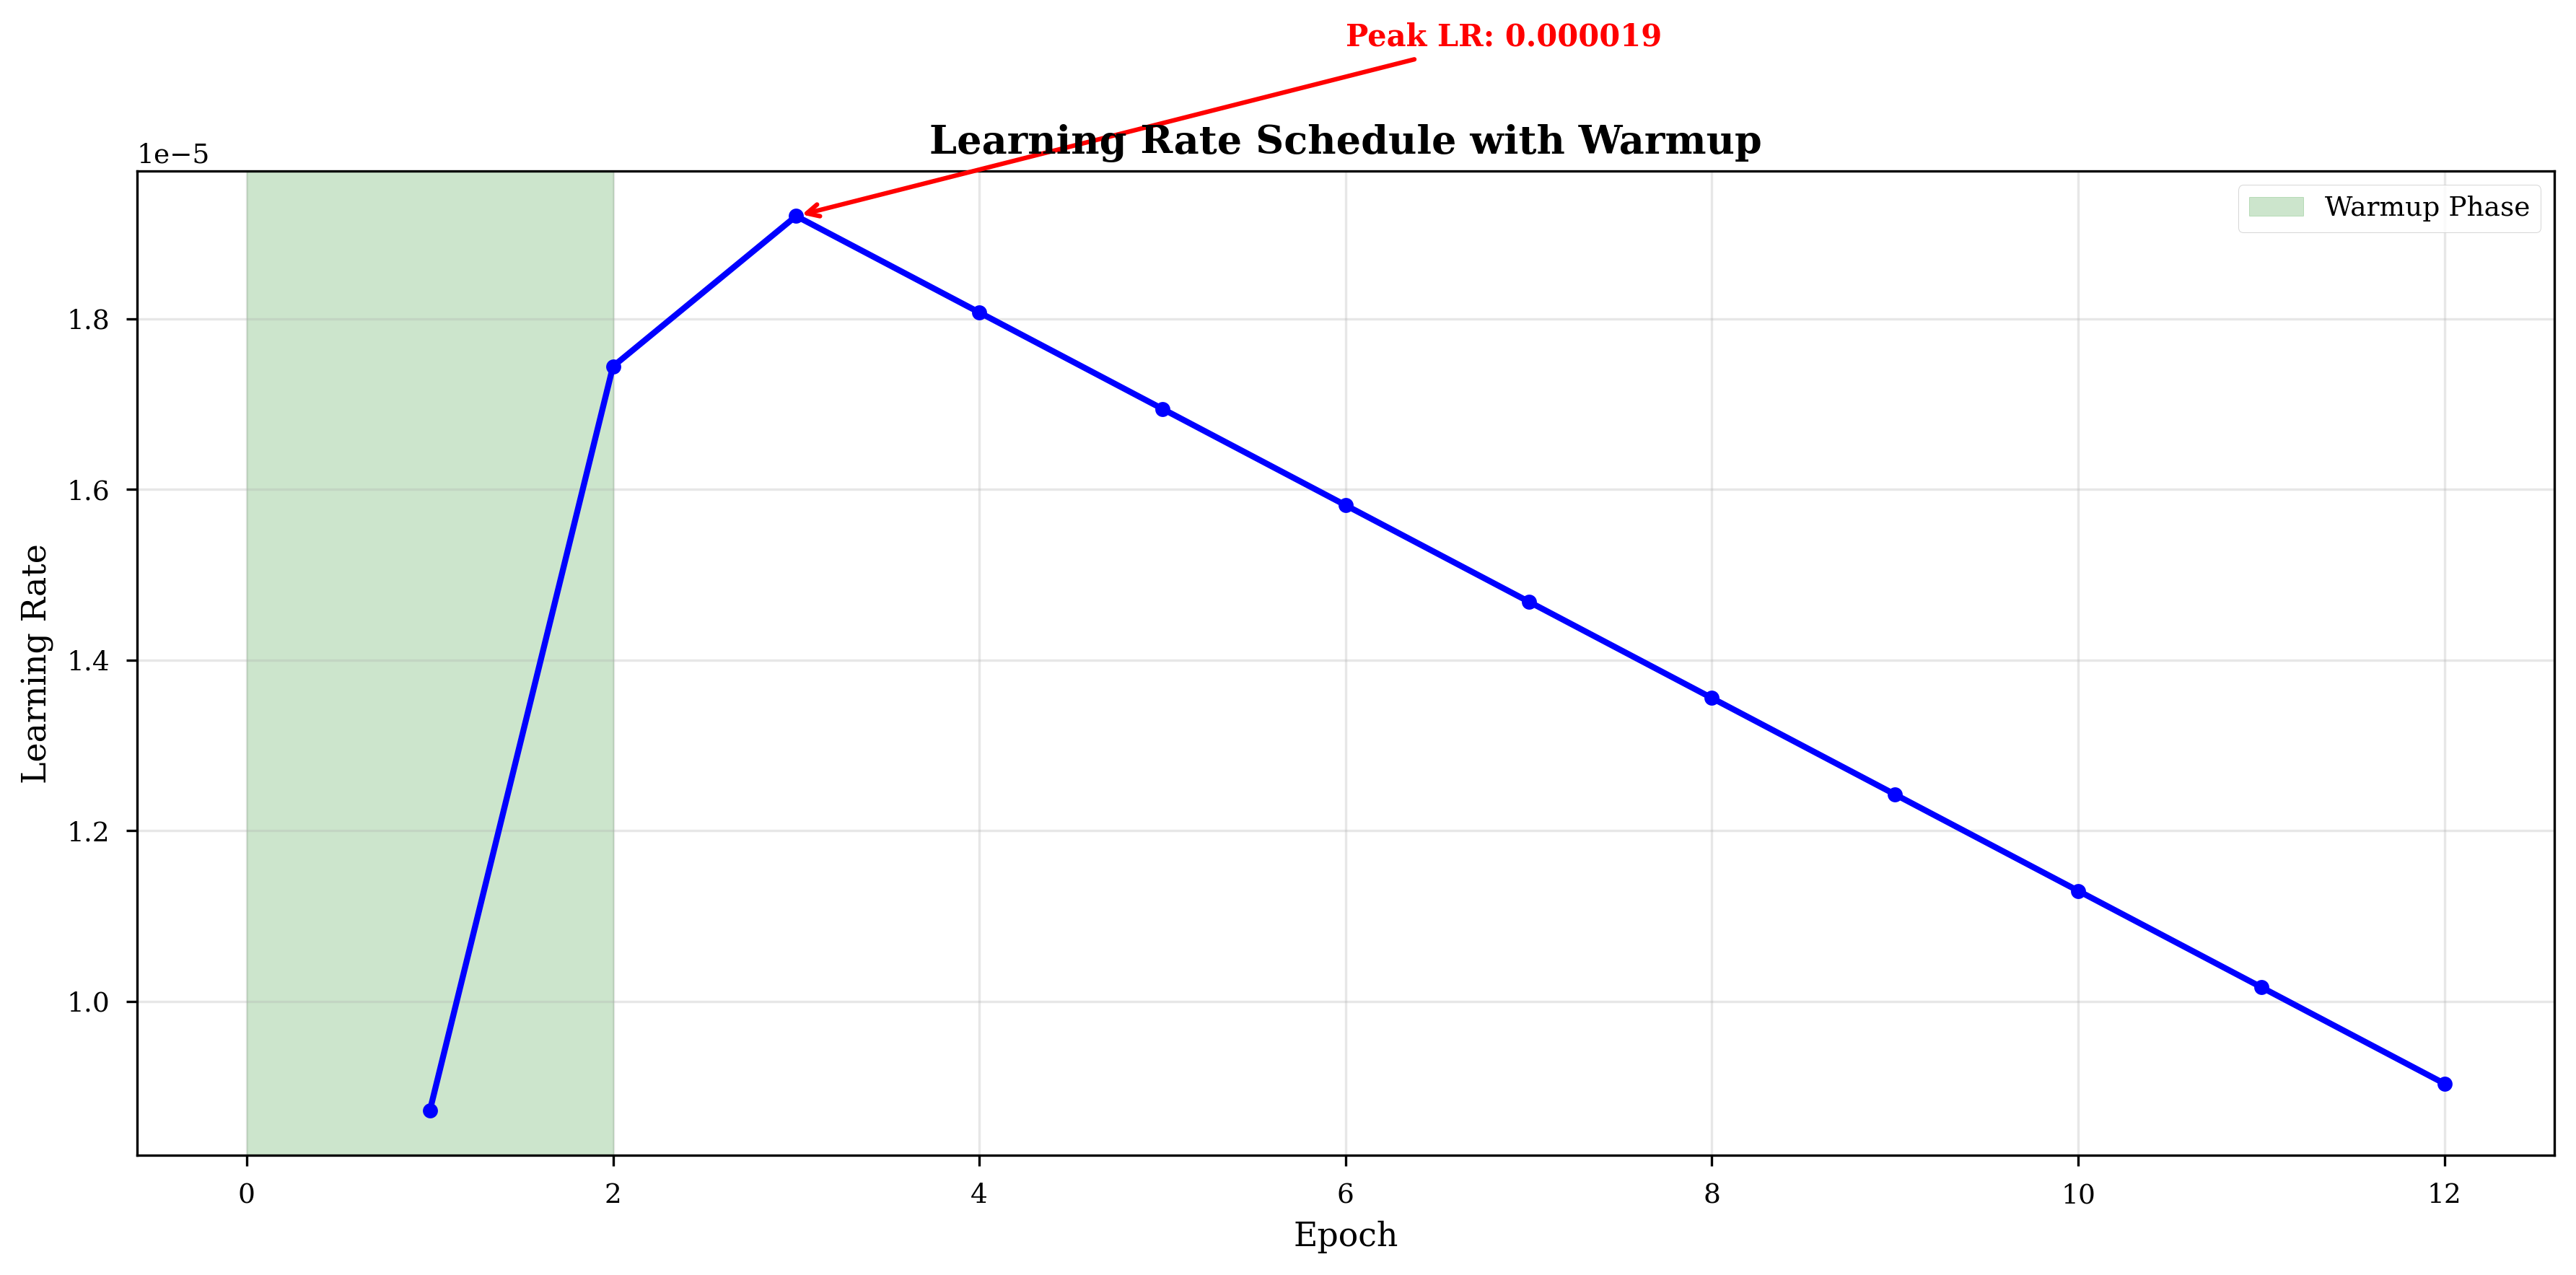 Peak LR: 0.000019
Learning Rate Schedule with Warmup
1e−5
Warmup Phase
1.8
1.6
1.4
1.2
1.0
Learning Rate
0 2 4 6 8 10 12
Epoch